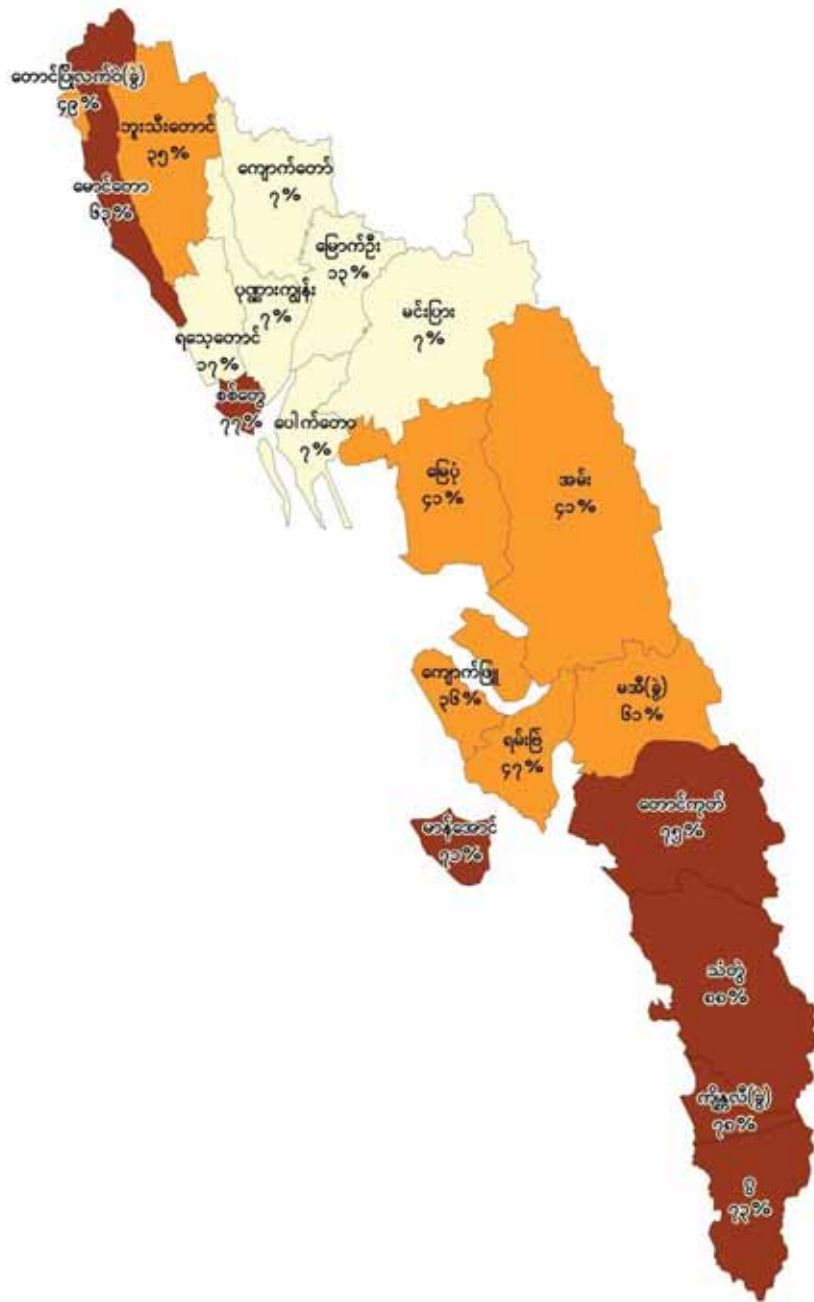 တောင်ပြိုလက်ဝဲ(ခွဲ)
၄၉%
ဘူးသီးတောင်
၃၅%
မောင်တော
၆၃%
ကျောက်တော်
၇%
မြောက်ဦး
၁၃%
ပုဏ္ဏားကျွန်း
၇%
မင်းပြား
၇%
ရသေ့တောင်
၁၇%
စစ်တွေ
၇၇%
ပေါက်တော
၇%
မြေပုံ
၄၁%
အမ်း
၄၁%
ကျောက်ဖြူ
၃၆%
မအီ(ခွဲ)
၆၁%
ရမ်းဗြဲ
၄၇%
တောင်ကုတ်
၇၅%
မာန်အောင်
၇၁%
သံတွဲ
၈၈%
ကျိန္တလီ(ခွဲ)
၇၈%
ဂွ
၇၃%